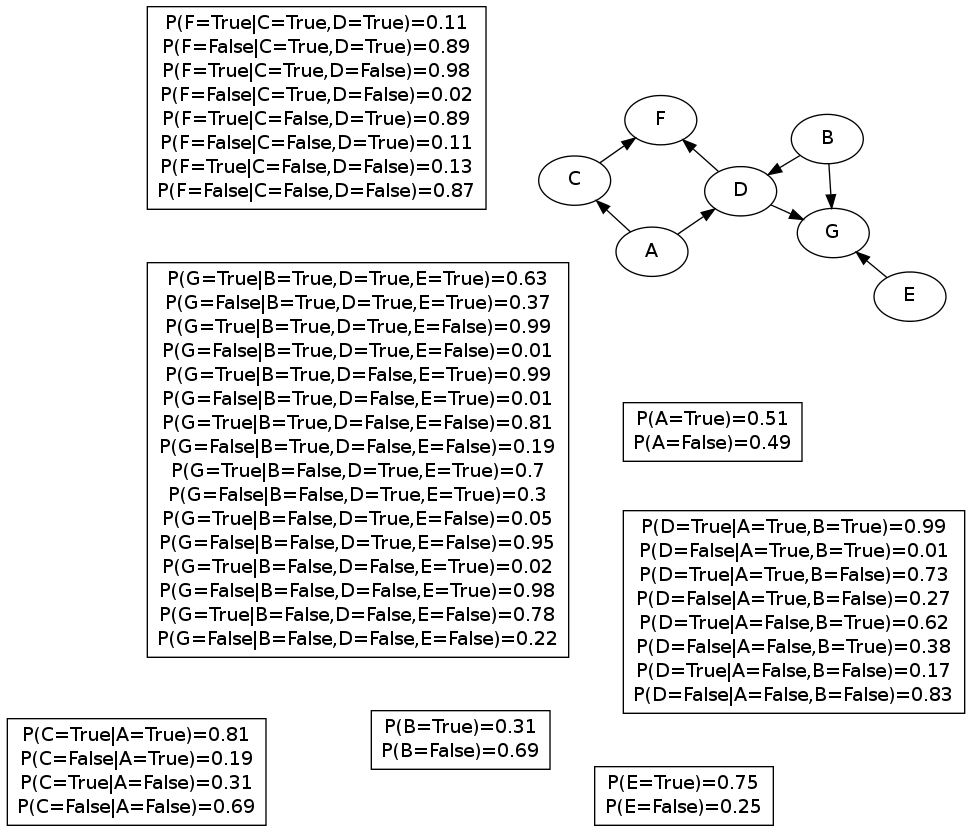 P(F=True|C=True,D=True)=0.11
P(F=False|C=True,D=True)=0.89
P(F=True|C=True,D=False)=0.98
P(F=False|C=True,D=False)=0.02
P(F=True|C=False,D=True)=0.89
P(F=False|C=False,D=True)=0.11
P(F=True|C=False,D=False)=0.13
P(F=False|C=False,D=False)=0.87
F
B
C
D
G
A
E
P(G=True|B=True,D=True,E=True)=0.63
P(G=False|B=True,D=True,E=True)=0.37
P(G=True|B=True,D=True,E=False)=0.99
P(G=False|B=True,D=True,E=False)=0.01
P(G=True|B=True,D=False,E=True)=0.99
P(G=False|B=True,D=False,E=True)=0.01
P(G=True|B=True,D=False,E=False)=0.81
P(G=False|B=True,D=False,E=False)=0.19
P(G=True|B=False,D=True,E=True)=0.7
P(G=False|B=False,D=True,E=True)=0.3
P(G=True|B=False,D=True,E=False)=0.05
P(G=False|B=False,D=True,E=False)=0.95
P(G=True|B=False,D=False,E=True)=0.02
P(G=False|B=False,D=False,E=True)=0.98
P(G=True|B=False,D=False,E=False)=0.78
P(G=False|B=False,D=False,E=False)=0.22
P(A=True)=0.51
P(A=False)=0.49
P(D=True|A=True,B=True)=0.99
P(D=False|A=True,B=True)=0.01
P(D=True|A=True,B=False)=0.73
P(D=False|A=True,B=False)=0.27
P(D=True|A=False,B=True)=0.62
P(D=False|A=False,B=True)=0.38
P(D=True|A=False,B=False)=0.17
P(D=False|A=False,B=False)=0.83
P(C=True|A=True)=0.81
P(C=False|A=True)=0.19
P(C=True|A=False)=0.31
P(C=False|A=False)=0.69
P(B=True)=0.31
P(B=False)=0.69
P(E=True)=0.75
P(E=False)=0.25